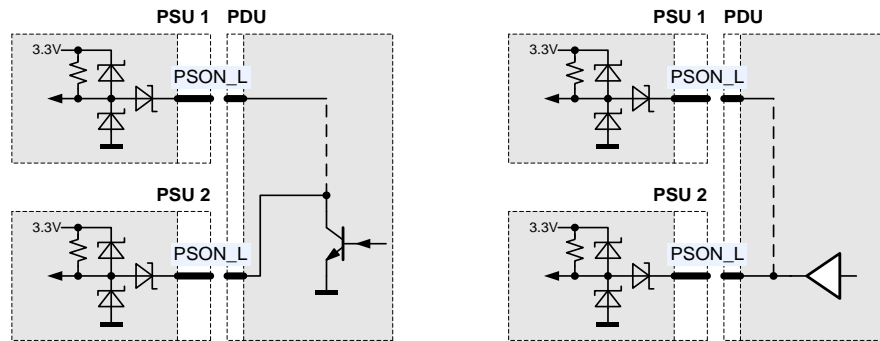 PSU 1 PDU
3.3V
PSON_L
PSU 2
3.3V
PSON_L
PSU 1 PDU
3.3V
PSON_L
PSU 2
3.3V
PSON_L